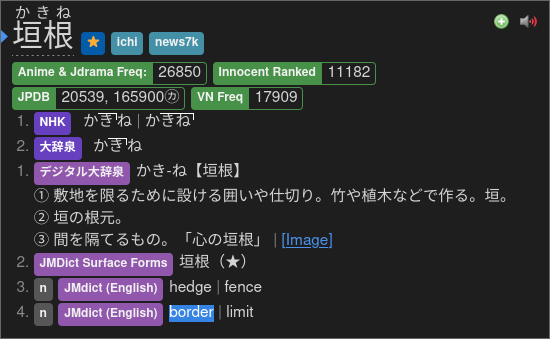 かきね
垣根 ★ ichi news7k
Anime & Jdrama Freq: 26850 Innocent Ranked 11182
JPDB 20539, 165900㋕ VN Freq 17909
1. NHK かきね | かきね
2. 大辞泉 かきね
1. デジタル大辞泉 かき‐ね【垣根】
① 敷地を限るために設ける囲いや仕切り。竹や植木などで作る。垣。
② 垣の根元。
③ 間を隔てるもの。「心の垣根」 | [Image]
2. JMDict Surface Forms 垣根（★）
3. n JMdict (English) hedge | fence
4. n JMdict (English) border | limit